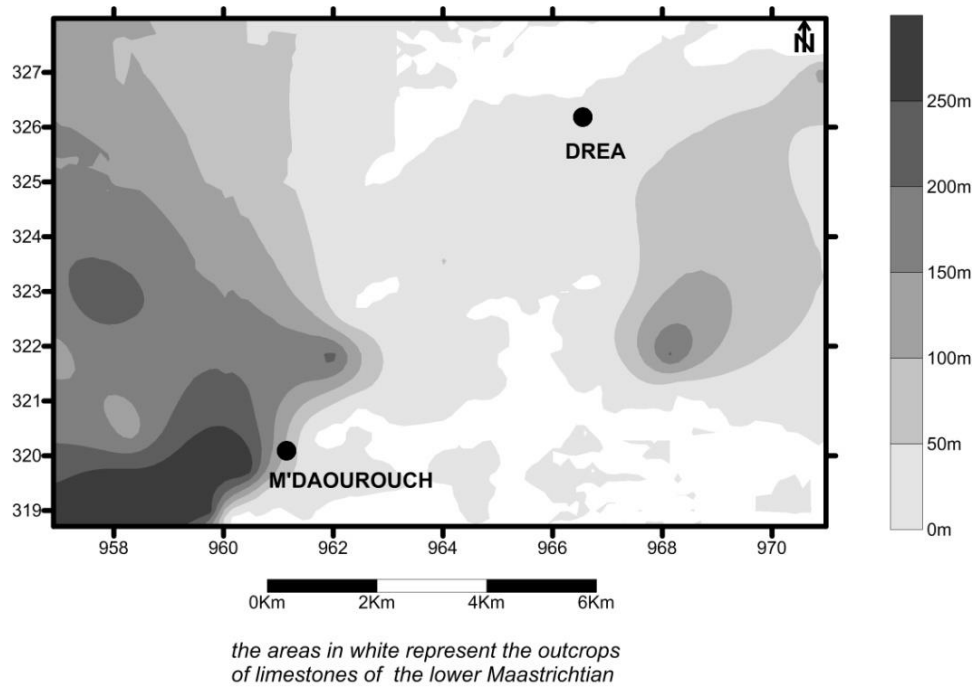 N
327
326
325
324
323
322
321
320
319
DREA
M'DAOUROUCH
958 960 962 964 966 968 970
250m
200m
150m
100m
50m
0m
0Km 2Km 4Km 6Km
the areas in white represent the outcrops
of limestones of the lower Maastrichtian